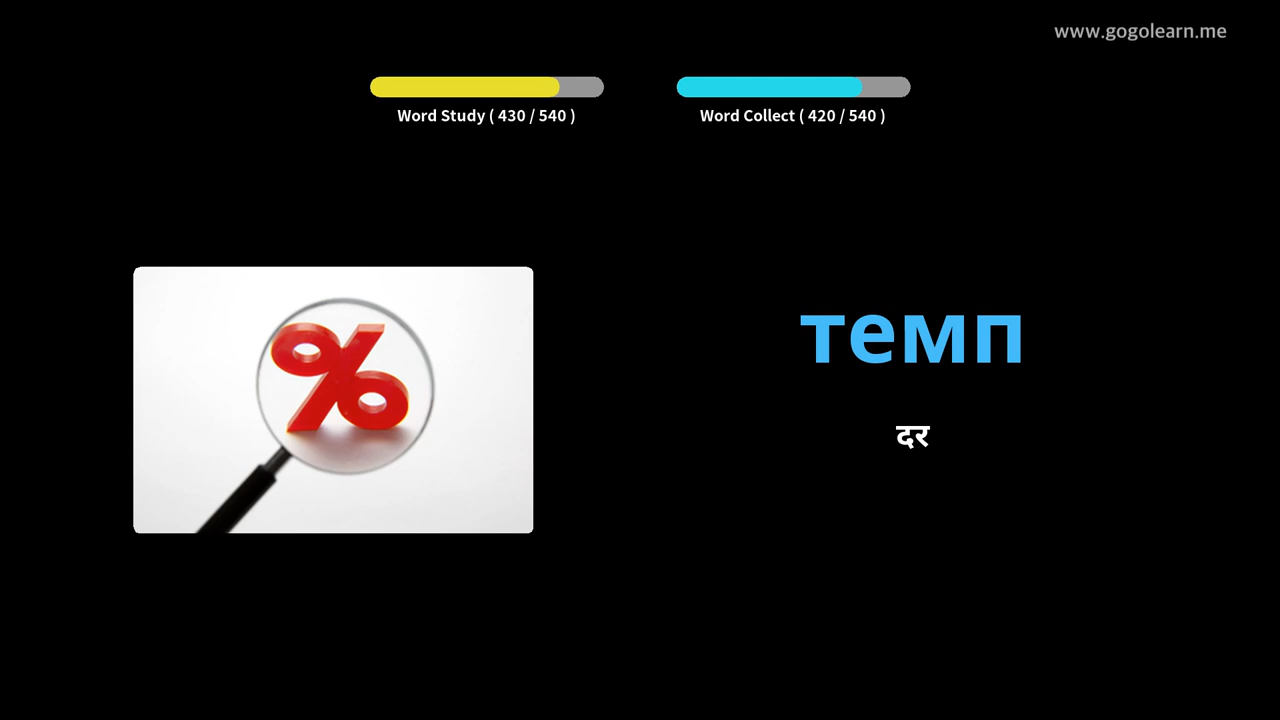 www.gogolearn.me
Word Study ( 430 / 540 )
Word Collect ( 420 / 540 )
%
темп
दर